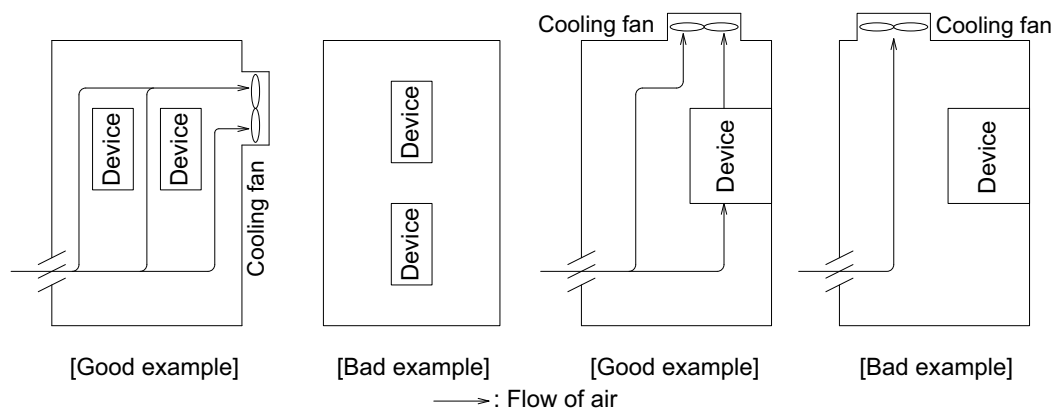 Cooling fan
Cooling fan
Device
Device
Cooling fan
Device
Device
Device
Device
[Good example]
[Bad example]
[Good example]
[Bad example]
: Flow of air